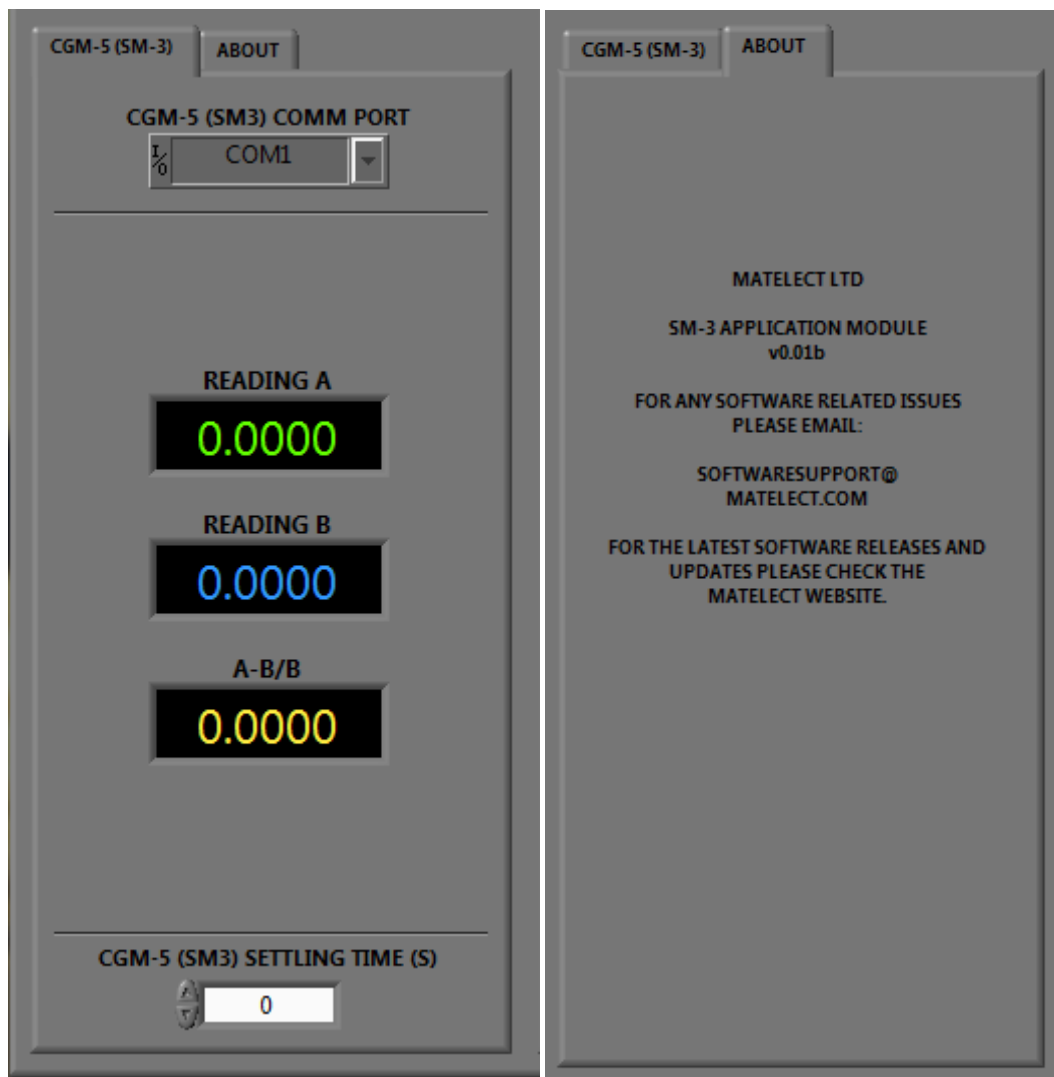 CGM-5 (SM-3)
ABOUT
CGM-5 (SM3) COMM PORT
I/O
COM1
READING A
0.0000
READING B
0.0000
A-B/B
0.0000
CGM-5 (SM3) SETTLING TIME (S)
0
CGM-5 (SM-3)
ABOUT
MATELECT LTD
SM-3 APPLICATION MODULE
v0.01b
FOR ANY SOFTWARE RELATED ISSUES
PLEASE EMAIL:
SOFTWARESUPPORT@
MATELECT.COM
FOR THE LATEST SOFTWARE RELEASES AND
UPDATES PLEASE CHECK THE
MATELECT WEBSITE.